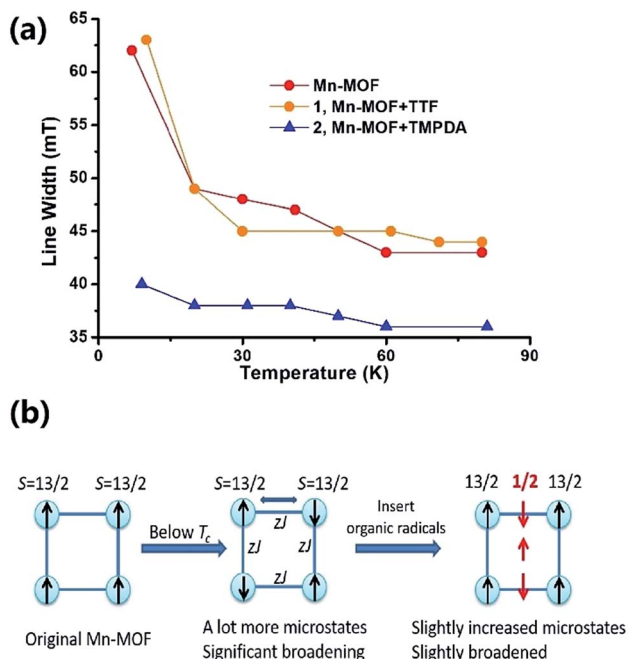 (a)
65
60
55
50
45
40
35
Line Width (mT)
Mn-MOF
1, Mn-MOF+TTF
2, Mn-MOF+TMPDA
0 30 60 90
Temperature (K)
(b)
S=13/2 S=13/2
Below Tc
Original Mn-MOF
S=13/2 S=13/2
zJ
zJ zJ
zJ
A lot more microstates
Significant broadening
Insert
organic radicals
13/2 1/2 13/2
Slightly increased microstates
Slightly broadened